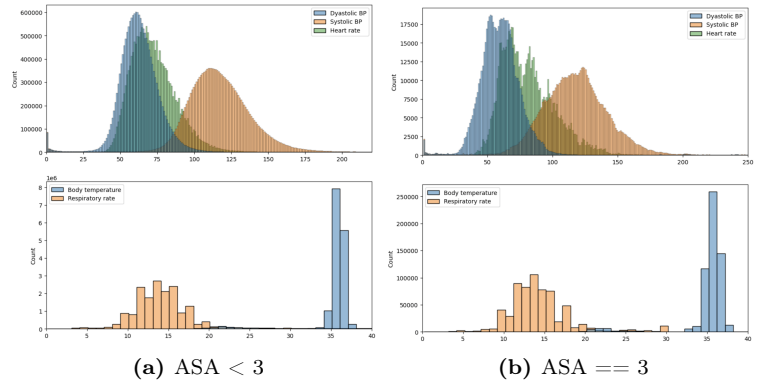 600000
500000
400000
300000
200000
100000
0
Count
Dyastolic BP
Systolic BP
Heart rate
0 25 50 75 100 125 150 175 200
17500
15000
12500
10000
7500
5000
2500
0
Count
Dyastolic BP
Systolic BP
Heart rate
0 50 100 150 200 250
1e6
8
7
6
5
4
3
2
1
0
Count
Body temperature
Respiratory rate
0 5 10 15 20 25 30 35 40
250000
200000
150000
100000
50000
0
Count
Body temperature
Respiratory rate
0 5 10 15 20 25 30 35 40
(a) ASA < 3
(b) ASA == 3